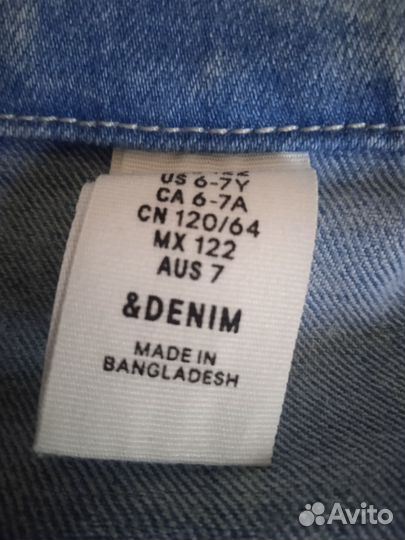 US 6-7Y
CA 6-7A
CN 120/64
MX 122
AUS 7
&DENIM
MADE IN
BANGLADESH
Avito